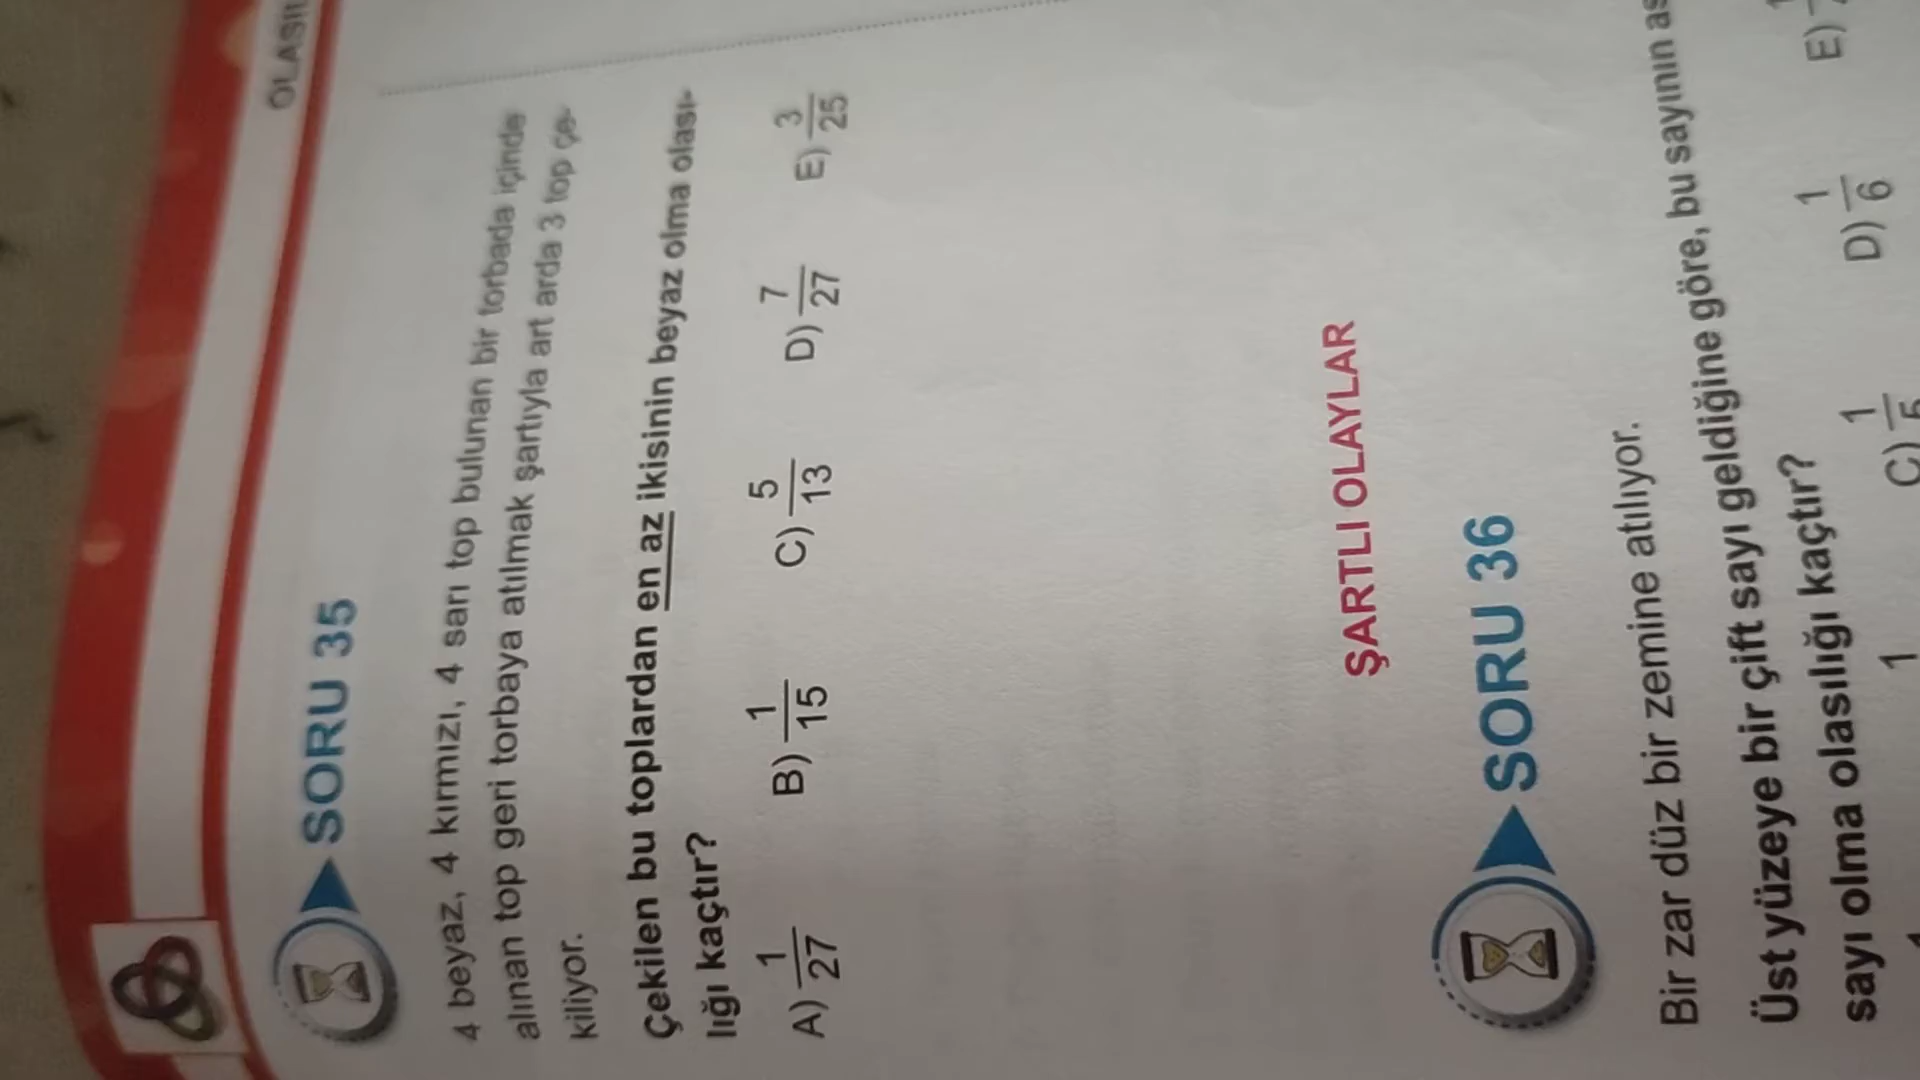 SORU 35
4 beyaz, 4 kırmızı, 4 sarı top bulunan bir torbada içinde
alınan top geri torbaya atılmak şartıyla art arda 3 top çe-
kiliyor.
Çekilen bu toplardan en az ikisinin beyaz olma olası-
lığı kaçtır?
A) 1/27 B) 1/15 C) 5/13 D) 7/27 E) 3/25
ŞARTLI OLAYLAR
SORU 36
Bir zar düz bir zemine atılıyor.
Üst yüzeye bir çift sayı geldiğine göre, bu sayının
sayı olma olasılığı kaçtır?
C) 1/5 D) 1/6 E)